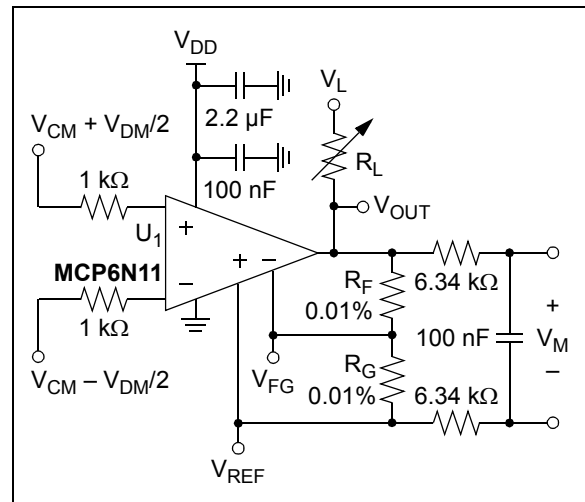 V_DD
2.2 µF
100 nF
V_L
R_L
V_OUT
V_CM + V_DM/2
1 kΩ
U_1
+
−
MCP6N11
+ −
1 kΩ
V_CM − V_DM/2
R_F
0.01%
6.34 kΩ
100 nF
+
V_M
−
V_FG
R_G
0.01%
6.34 kΩ
V_REF